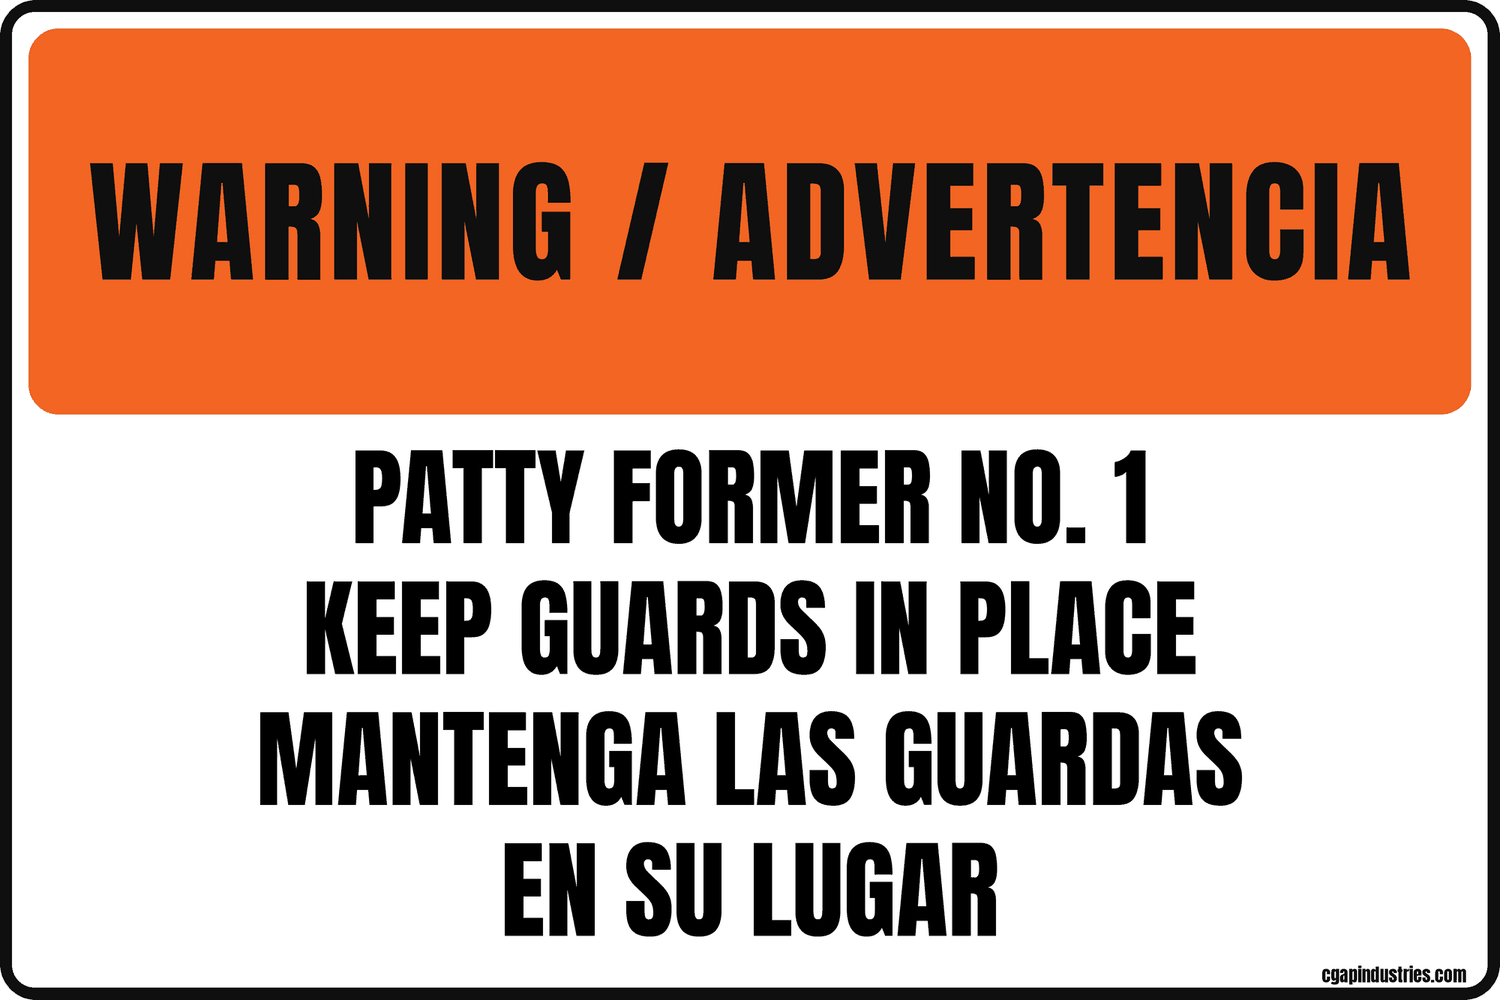 WARNING / ADVERTENCIA
PATTY FORMER NO. 1
KEEP GUARDS IN PLACE
MANTENGA LAS GUARDAS
EN SU LUGAR
cgapindustries.com